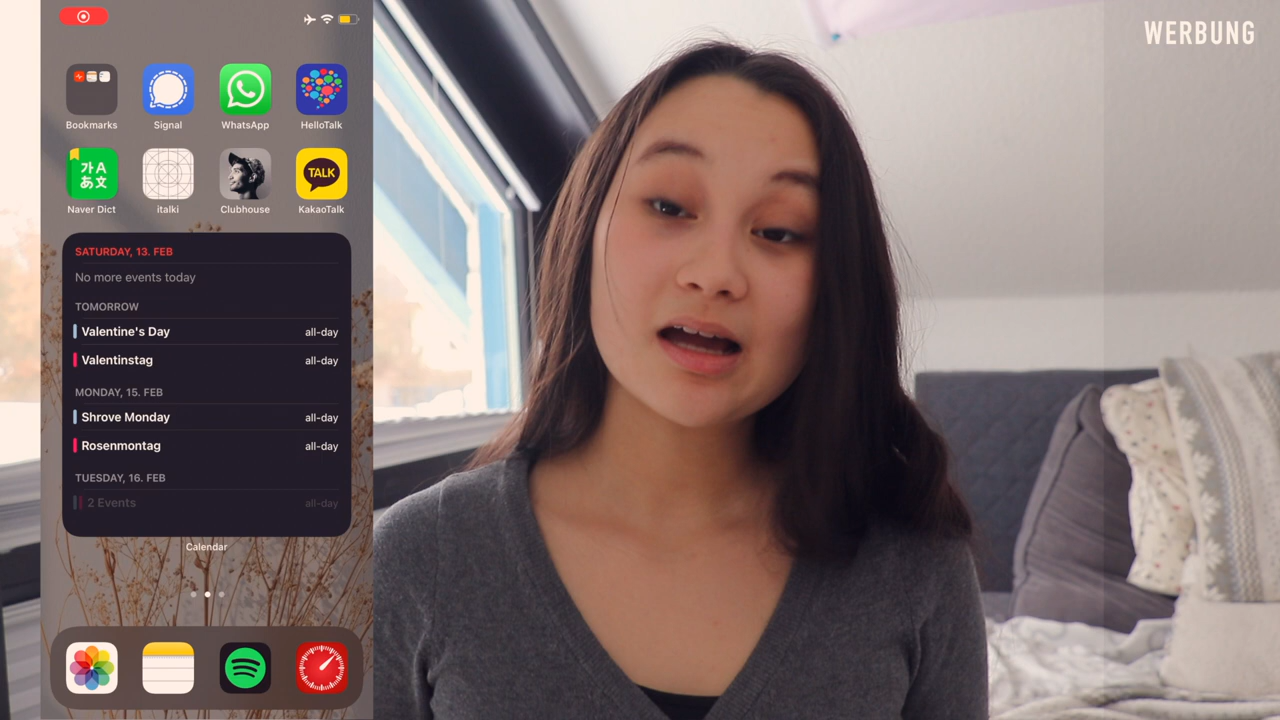 WERBUNG
Bookmarks
Signal
WhatsApp
HelloTalk
가A
あ文
TALK
Naver Dict
italki
Clubhouse
KakaoTalk
SATURDAY, 13. FEB
No more events today
TOMORROW
Valentine's Day all-day
Valentinstag all-day
MONDAY, 15. FEB
Shrove Monday all-day
Rosenmontag all-day
TUESDAY, 16. FEB
2 Events all-day
Calendar